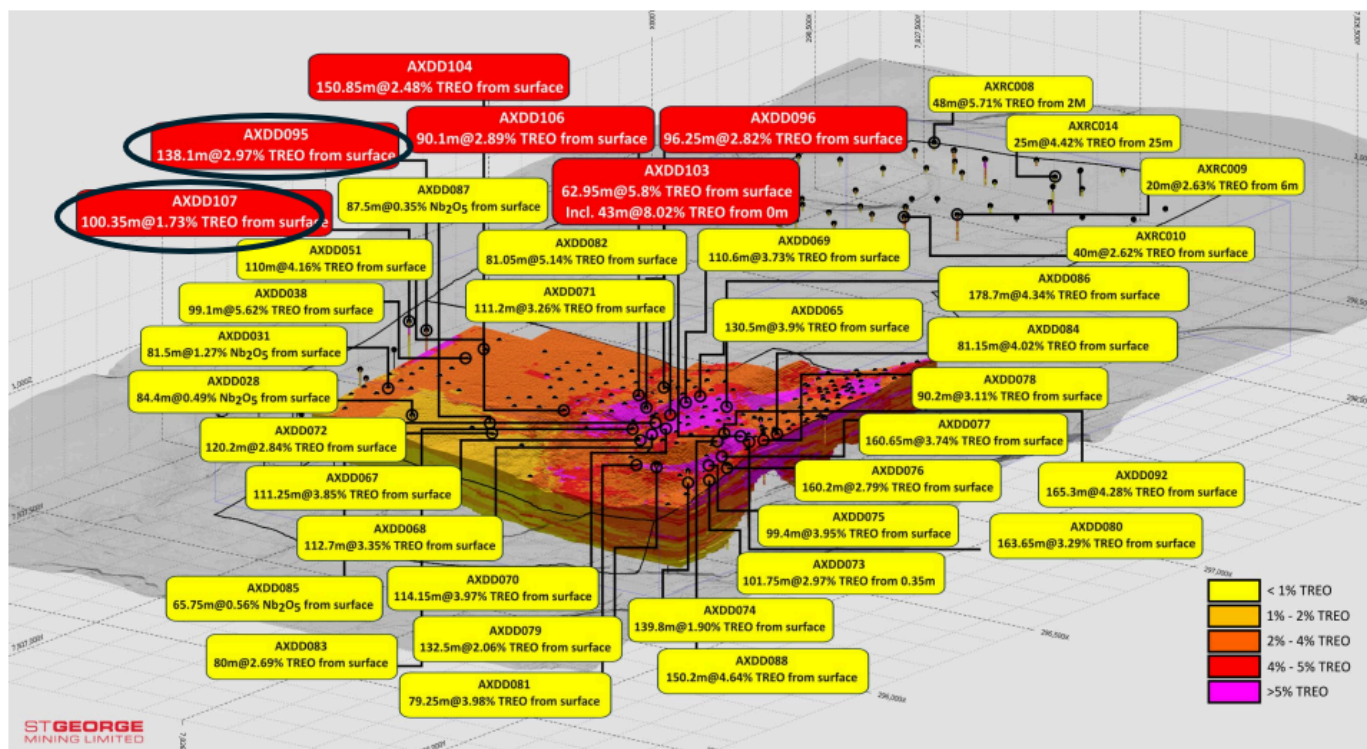 AXDD104
150.85m@2.48% TREO from surface
AXDD106
90.1m@2.89% TREO from surface
AXDD096
96.25m@2.82% TREO from surface
AXDD095
138.1m@2.97% TREO from surface
AXDD103
62.95m@5.8% TREO from surface
Incl. 43m@8.02% TREO from 0m
AXDD107
100.35m@1.73% TREO from surface
AXRC008
48m@5.71% TREO from 2M
AXRC014
25m@4.42% TREO from 25m
AXRC009
20m@2.63% TREO from 6m
AXRC010
40m@2.62% TREO from surface
AXDD087
87.5m@0.35% Nb₂O₅ from surface
AXDD051
110m@4.16% TREO from surface
AXDD082
81.05m@5.14% TREO from surface
AXDD069
110.6m@3.73% TREO from surface
AXDD038
99.1m@5.62% TREO from surface
AXDD071
111.2m@3.26% TREO from surface
AXDD086
178.7m@4.34% TREO from surface
AXDD065
130.5m@3.9% TREO from surface
AXDD031
81.5m@1.27% Nb₂O₅ from surface
AXDD084
81.15m@4.02% TREO from surface
AXDD028
84.4m@0.49% Nb₂O₅ from surface
AXDD078
90.2m@3.11% TREO from surface
AXDD072
120.2m@2.84% TREO from surface
AXDD077
160.65m@3.74% TREO from surface
AXDD067
111.25m@3.85% TREO from surface
AXDD076
160.2m@2.79% TREO from surface
AXDD092
165.3m@4.28% TREO from surface
AXDD068
112.7m@3.35% TREO from surface
AXDD075
99.4m@3.95% TREO from surface
AXDD080
163.65m@3.29% TREO from surface
AXDD073
101.75m@2.97% TREO from 0.35m
AXDD085
65.75m@0.56% Nb₂O₅ from surface
AXDD070
114.15m@3.97% TREO from surface
AXDD074
139.8m@1.90% TREO from surface
AXDD079
132.5m@2.06% TREO from surface
AXDD083
80m@2.69% TREO from surface
AXDD088
150.2m@4.64% TREO from surface
AXDD081
79.25m@3.98% TREO from surface
< 1% TREO
1% - 2% TREO
2% - 4% TREO
4% - 5% TREO
>5% TREO
298,500X
7,827,500Y
1,000Z
297,000X
296,500X
296,000X
ST GEORGE
MINING LIMITED